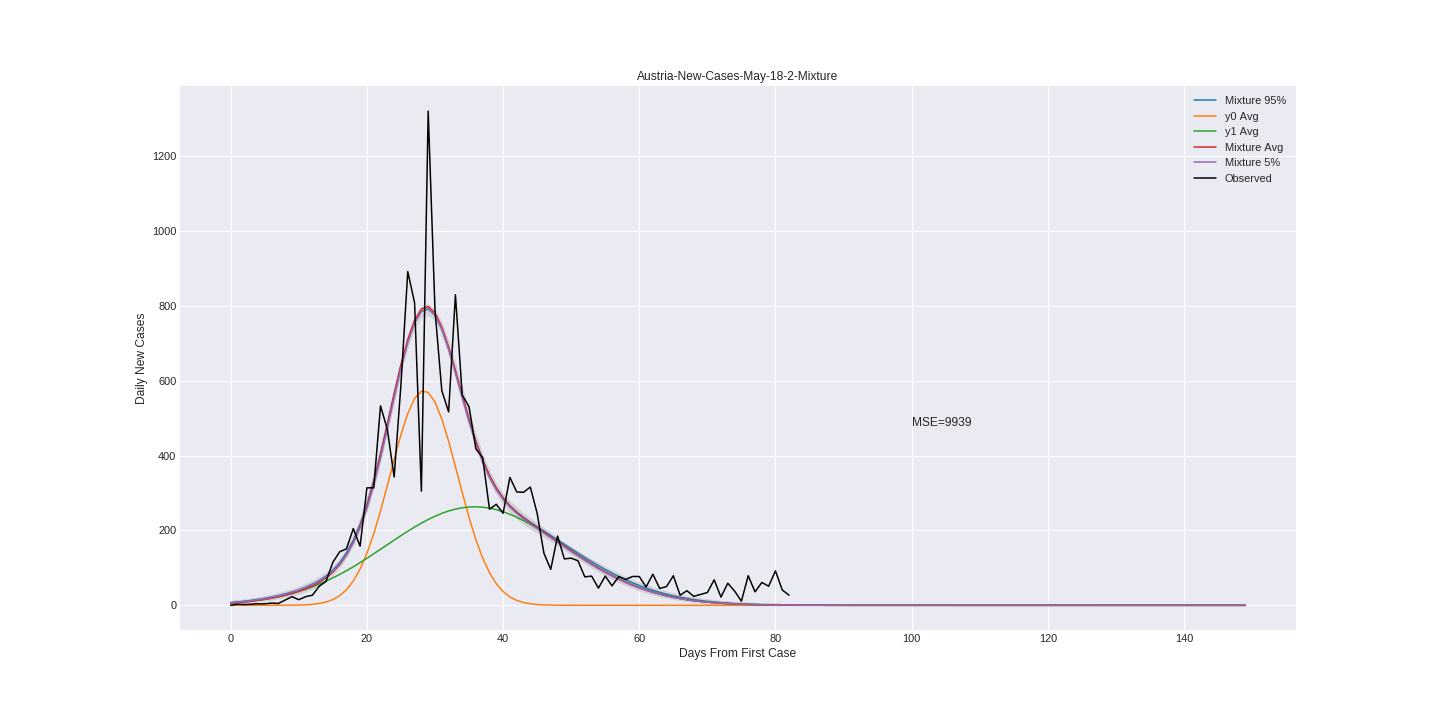 Austria-New-Cases-May-18-2-Mixture
Mixture 95%
y0 Avg
y1 Avg
Mixture Avg
Mixture 5%
Observed
1200
1000
800
600
400
200
0
Daily New Cases
MSE=9939
0 20 40 60 80 100 120 140
Days From First Case